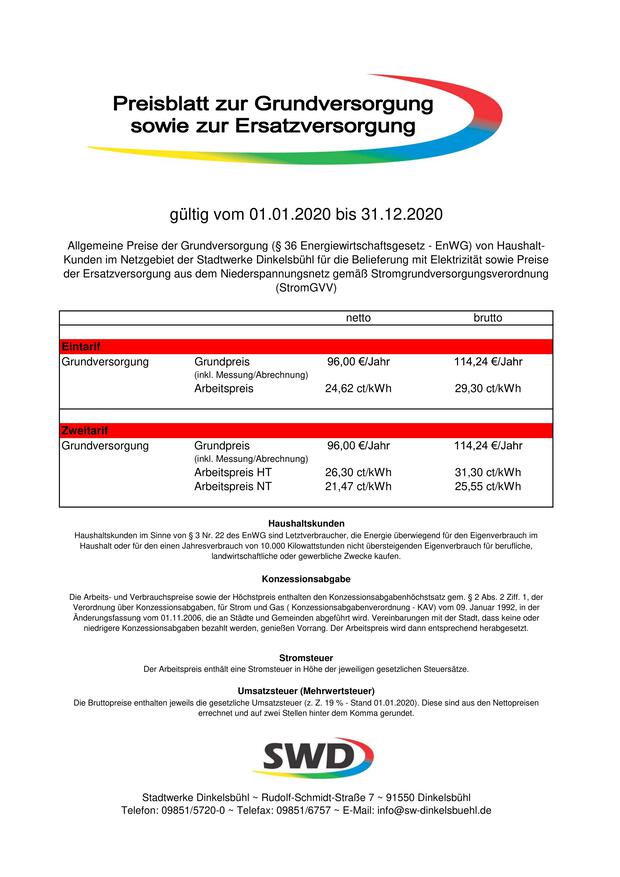 Preisblatt zur Grundversorgung
sowie zur Ersatzversorgung
gültig vom 01.01.2020 bis 31.12.2020
Allgemeine Preise der Grundversorgung (§ 36 Energiewirtschaftsgesetz - EnWG) von Haushalt-
Kunden im Netzgebiet der Stadtwerke Dinkelsbühl für die Belieferung mit Elektrizität sowie Preise
der Ersatzversorgung aus dem Niederspannungsnetz gemäß Stromgrundversorgungsverordnung
(StromGVV)
netto brutto
Eintarif
Grundversorgung Grundpreis 96,00 €/Jahr 114,24 €/Jahr
(inkl. Messung/Abrechnung)
Arbeitspreis 24,62 ct/kWh 29,30 ct/kWh
Zweitarif
Grundversorgung Grundpreis 96,00 €/Jahr 114,24 €/Jahr
(inkl. Messung/Abrechnung)
Arbeitspreis HT 26,30 ct/kWh 31,30 ct/kWh
Arbeitspreis NT 21,47 ct/kWh 25,55 ct/kWh
Haushaltskunden
Haushaltskunden im Sinne von § 3 Nr. 22 des EnWG sind Letztverbraucher, die Energie überwiegend für den Eigenverbrauch im
Haushalt oder für den einen Jahresverbrauch von 10.000 Kilowattstunden nicht übersteigenden Eigenverbrauch für berufliche,
landwirtschaftliche oder gewerbliche Zwecke kaufen.
Konzessionsabgabe
Die Arbeits- und Verbrauchspreise sowie der Höchstpreis enthalten den Konzessionsabgabenhöchstsatz gem. § 2 Abs. 2 Ziff. 1, der
Verordnung über Konzessionsabgaben, für Strom und Gas ( Konzessionsabgabenverordnung - KAV) vom 09. Januar 1992, in der
Änderungsfassung vom 01.11.2006, die an Städte und Gemeinden abgeführt wird. Vereinbarungen mit der Stadt, dass keine oder
niedrigere Konzessionsabgaben bezahlt werden, genießen Vorrang. Der Arbeitspreis wird dann entsprechend herabgesetzt.
Stromsteuer
Der Arbeitspreis enthält eine Stromsteuer in Höhe der jeweiligen gesetzlichen Steuersätze.
Umsatzsteuer (Mehrwertsteuer)
Die Bruttopreise enthalten jeweils die gesetzliche Umsatzsteuer (z. Z. 19 % - Stand 01.01.2020). Diese sind aus den Nettopreisen
errechnet und auf zwei Stellen hinter dem Komma gerundet.
SWD
Stadtwerke Dinkelsbühl ~ Rudolf-Schmidt-Straße 7 ~ 91550 Dinkelsbühl
Telefon: 09851/5720-0 ~ Telefax: 09851/6757 ~ E-Mail: info@sw-dinkelsbuehl.de